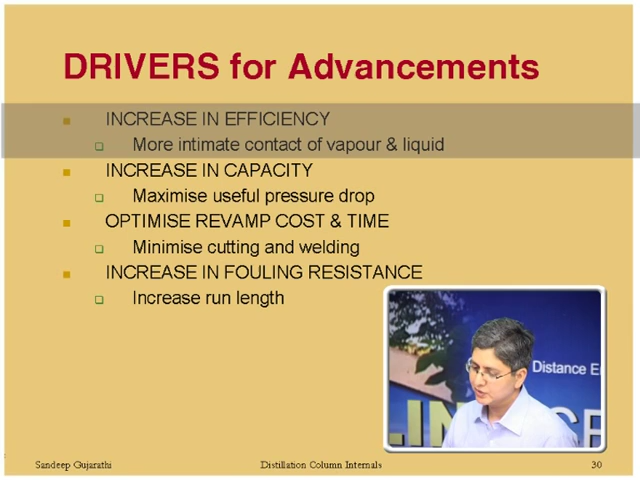 DRIVERS for Advancements
INCREASE IN EFFICIENCY
More intimate contact of vapour & liquid
INCREASE IN CAPACITY
Maximise useful pressure drop
OPTIMISE REVAMP COST & TIME
Minimise cutting and welding
INCREASE IN FOULING RESISTANCE
Increase run length
Distance E
LIN
CE
Sandeep Gujarathi
Distillation Column Internals
30